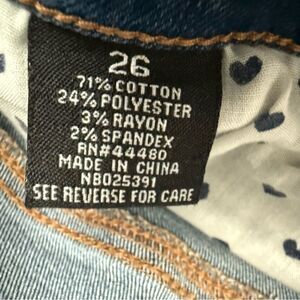 26
71% COTTON
24% POLYESTER
3% RAYON
2% SPANDEX
RN#44480
MADE IN CHINA
NB025391
SEE REVERSE FOR CARE